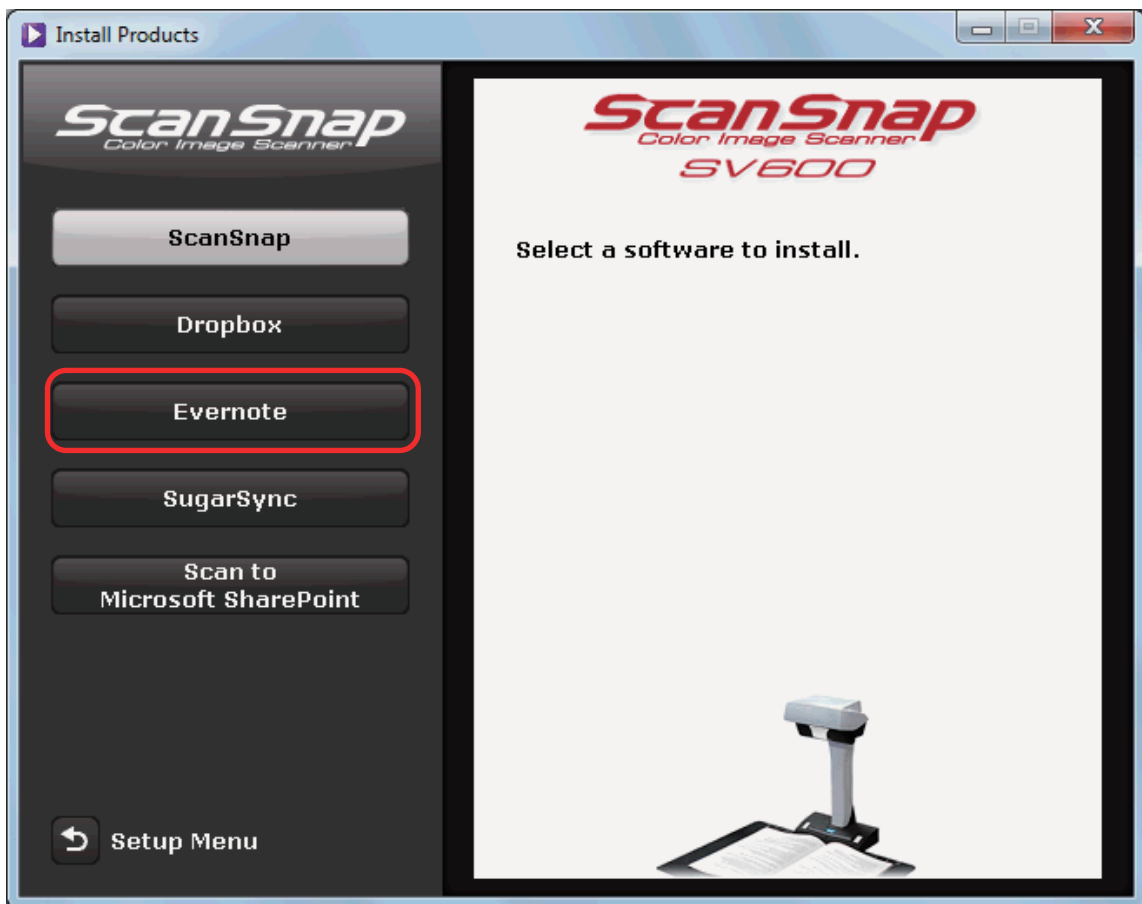 Install Products
ScanSnap
Color Image Scanner
ScanSnap
Dropbox
Evernote
SugarSync
Scan to
Microsoft SharePoint
Setup Menu
ScanSnap
Color Image Scanner
SV600
Select a software to install.